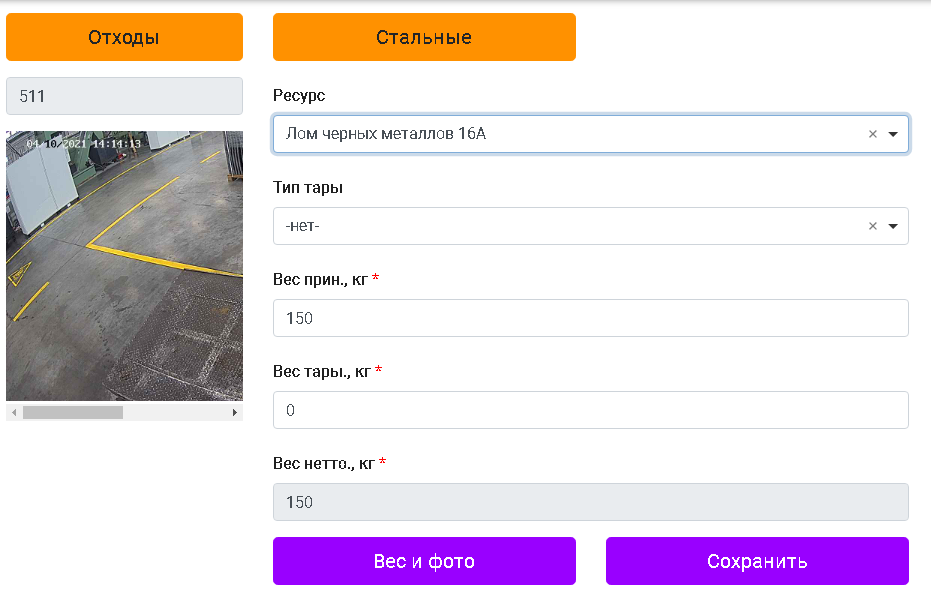 Отходы
Стальные
511
04/10/2021 14:14:13
Ресурс
Лом черных металлов 16А
Тип тары
-нет-
Вес прин., кг *
150
Вес тары., кг *
0
Вес нетто., кг *
150
Вес и фото
Сохранить